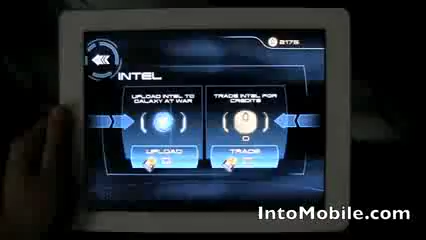 2175
INTEL
UPLOAD INTEL TO
GALAXY AT WAR
TRADE INTEL FOR
CREDITS
0
UPLOAD
TRADE
IntoMobile.com